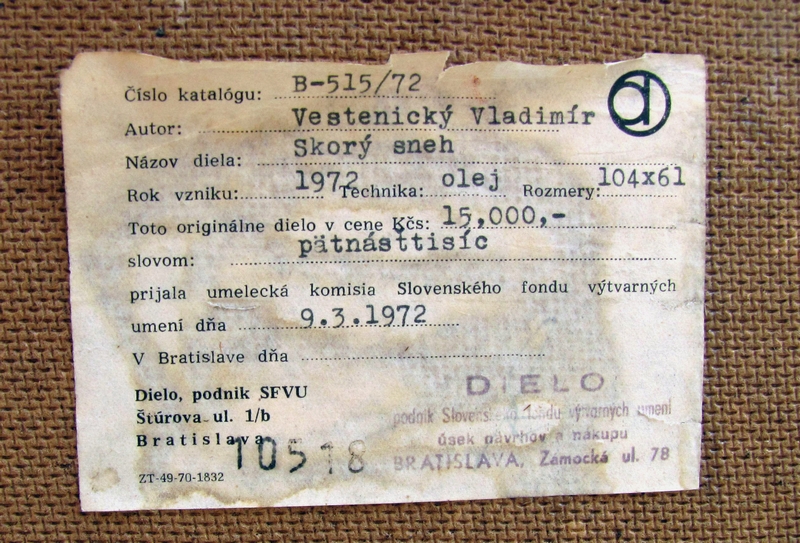 Číslo katalógu: B-515/72
Autor: Vestenický Vladimír
Názov diela: Skorý sneh
Rok vzniku: 1972 Technika: olej Rozmery: 104x61
Toto originálne dielo v cene Kčs: 15,000,-
slovom: pätnásťtisíc
prijala umelecká komisia Slovenského fondu výtvarných
umení dňa 9.3.1972
V Bratislave dňa
Dielo, podnik SFVU
Štúrova ul. 1/b
Bratislava
10518
ZT-49-70-1832
DIELO
podnik Slovenského fondu výtvarných umení
úsek návrhov a nákupu
BRATISLAVA, Zámocká ul. 78